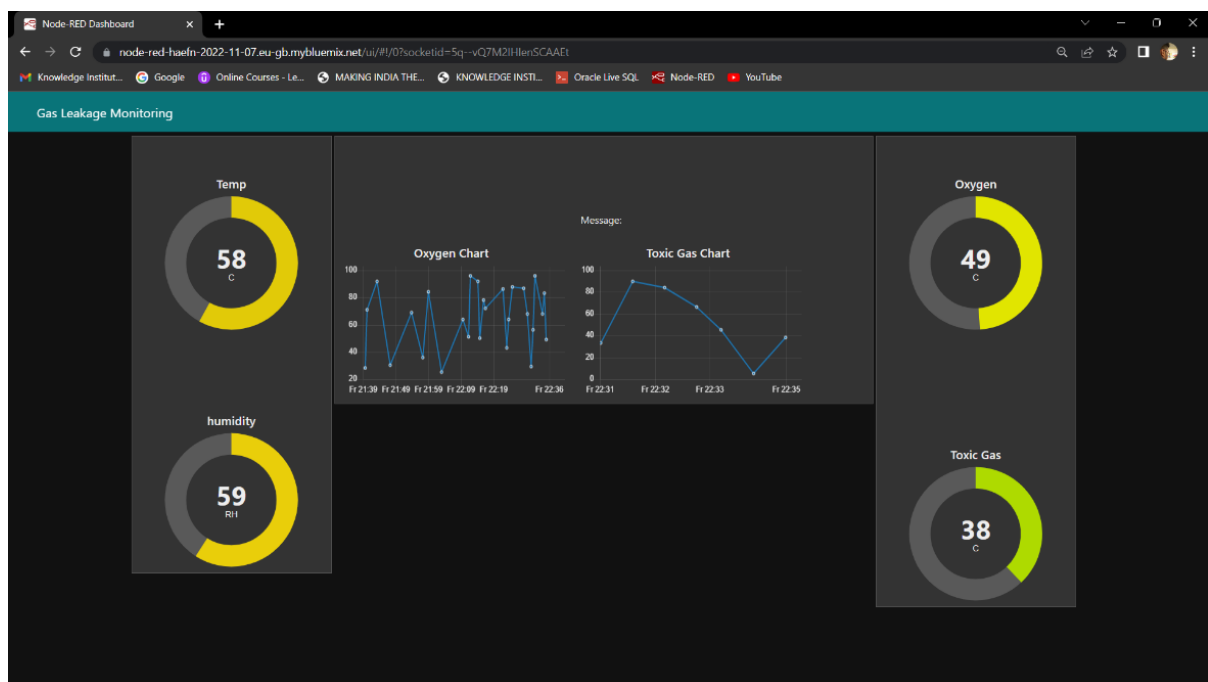 Node-RED Dashboard
node-red-haefn-2022-11-07.eu-gb.mybluemix.net/ui/#!/0?socketid=5q--vQ7M2IHIenSCAAEt
Knowledge Institut... Google Online Courses - Le... MAKING INDIA THE... KNOWLEDGE INSTI... Oracle Live SQL Node-RED YouTube
Gas Leakage Monitoring
Temp
58
C
humidity
59
RH
Message:
Oxygen Chart
100
80
60
40
20
Fr 21:39 Fr 21:49 Fr 21:59 Fr 22:09 Fr 22:19 Fr 22:36
Toxic Gas Chart
100
80
60
40
20
0
Fr 22:31 Fr 22:32 Fr 22:33 Fr 22:35
Oxygen
49
C
Toxic Gas
38
C